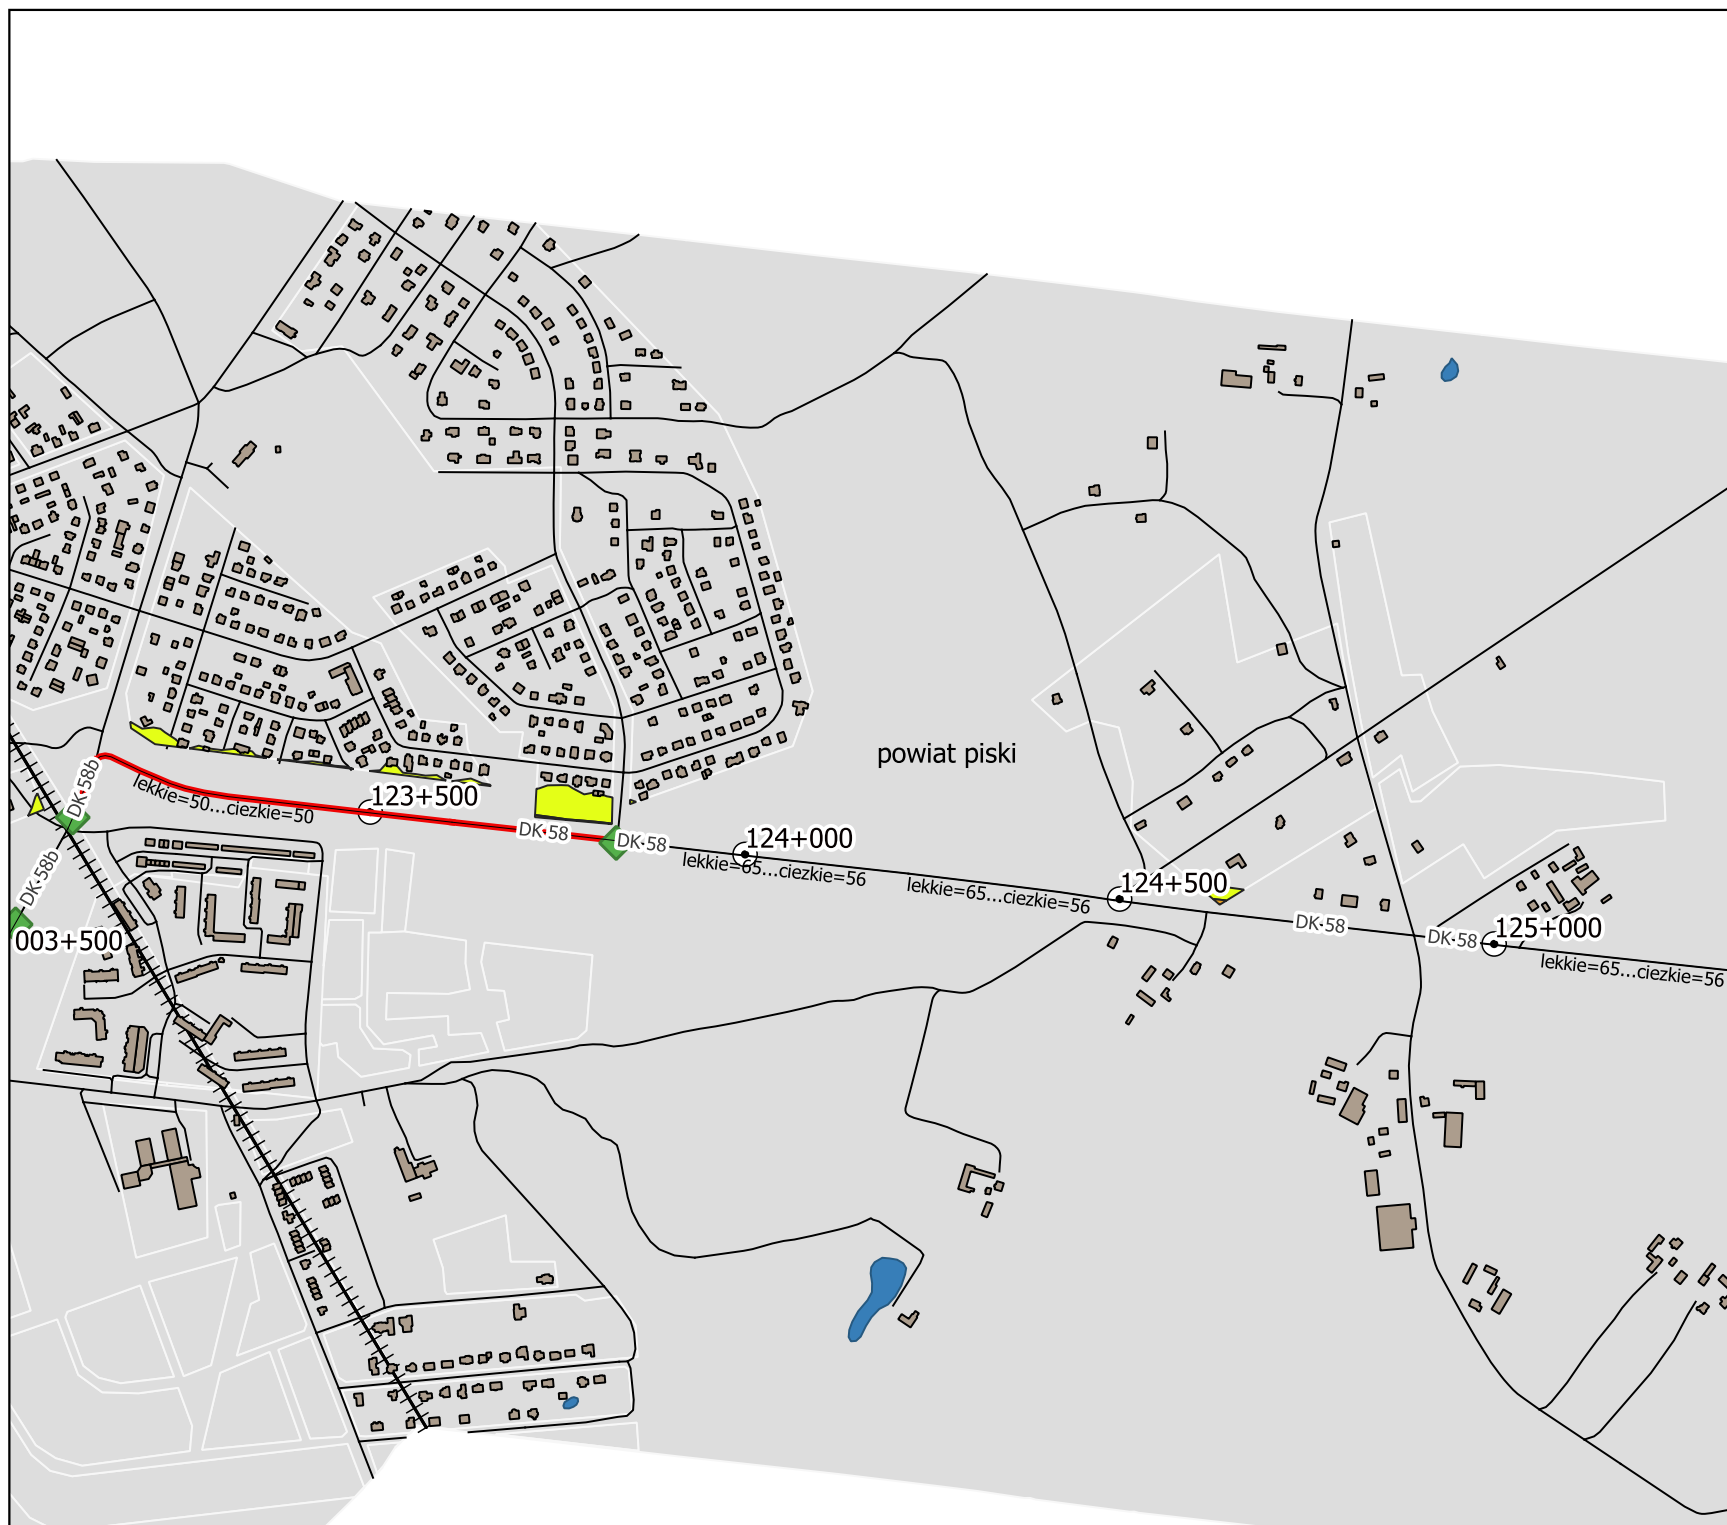 powiat piski
DK-58b
lekkie=50...ciezkie=50
123+500
DK-58
DK-58
124+000
lekkie=65...ciezkie=56
lekkie=65...ciezkie=56
124+500
DK-58b
003+500
DK-58
DK-58
125+000
lekkie=65...ciezkie=56